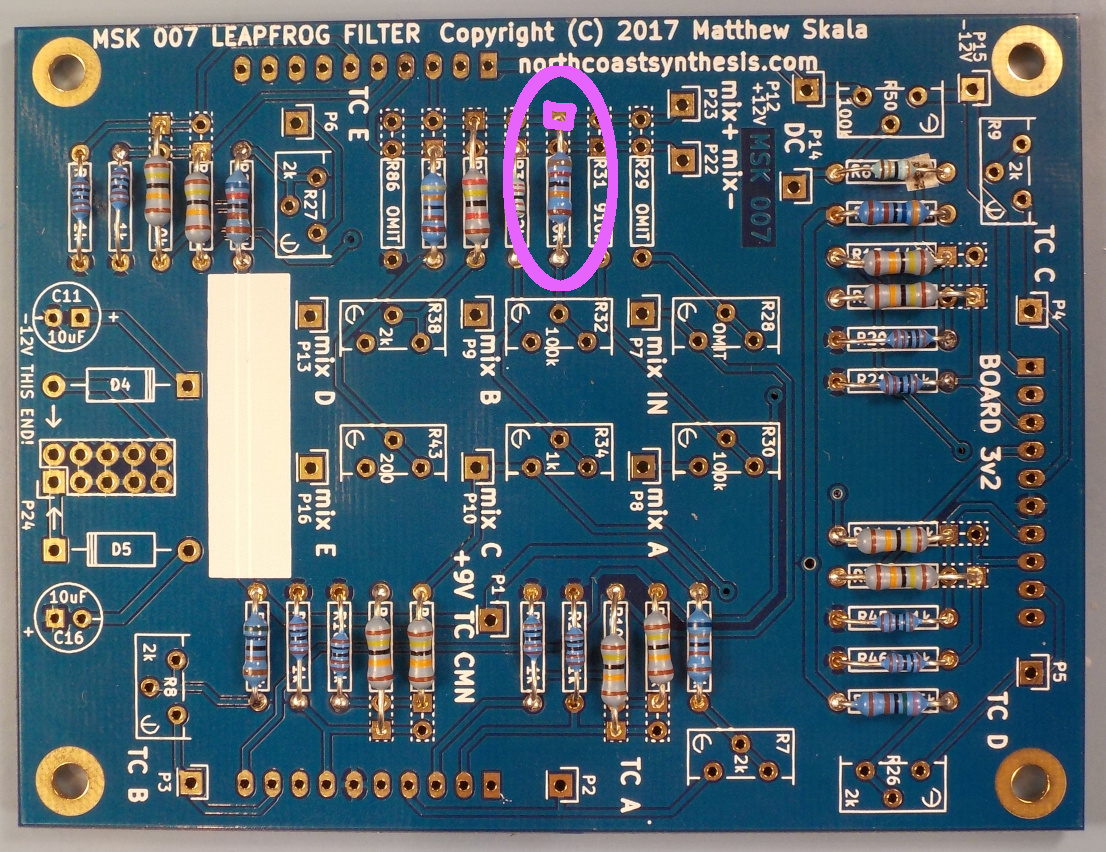 MSK 007 LEAPFROG FILTER Copyright (C) 2017 Matthew Skala
northcoastsynthesis.com
-12V
P15
P12
+12V
P23
mix+
mix-
P22
MSK 007
DC
P14
R50
100k
R9
2k
TC C
P4
TC E
P6
2k
R27
R86 OMIT
R31
R29 OMIT
C11
10uF
+
-12V THIS END!
D4
P24
D5
10uF
C16
+
P13
mix D
R38
2k
P9
mix B
R32
100k
P7
mix IN
R28
OMIT
P16
mix E
R43
200
P10
mix C
R34
1k
P8
mix A
R30
100k
BOARD 3v2
+9V
P1
TC CMN
2k
R8
TC B
P3
P2
TC A
R7
2k
R46
P5
TC D
R26
2k